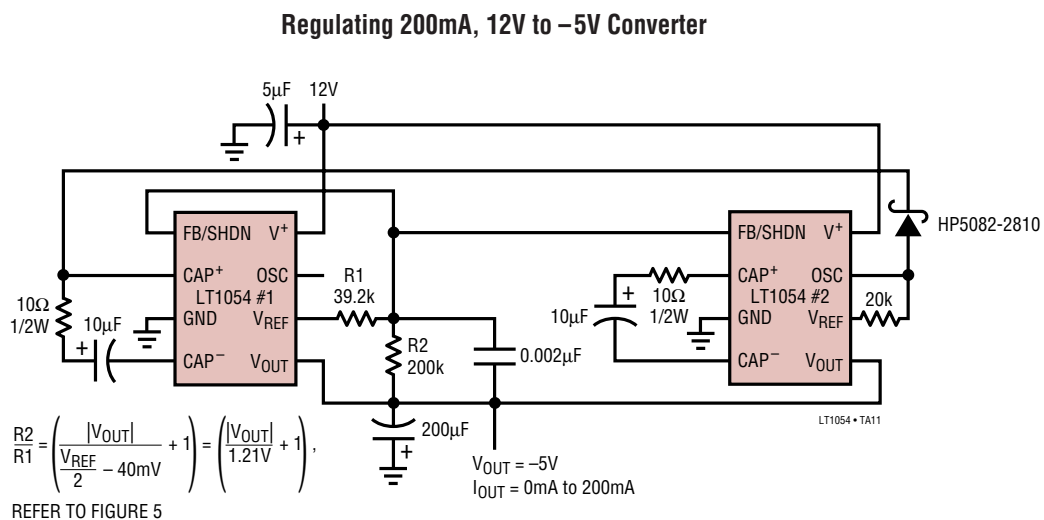 Regulating 200mA, 12V to –5V Converter
5µF
12V
+
FB/SHDN
V+
CAP+
OSC
LT1054 #1
GND
VREF
CAP–
VOUT
10Ω
1/2W
10µF
+
R1
39.2k
R2
200k
0.002µF
200µF
+
10µF
+
10Ω
1/2W
FB/SHDN
V+
CAP+
OSC
LT1054 #2
GND
VREF
CAP–
VOUT
20k
HP5082-2810
R2/R1 = (|VOUT| / (VREF/2 – 40mV) + 1) = (|VOUT|/1.21V + 1),
REFER TO FIGURE 5
VOUT = –5V
IOUT = 0mA to 200mA
LT1054 • TA11